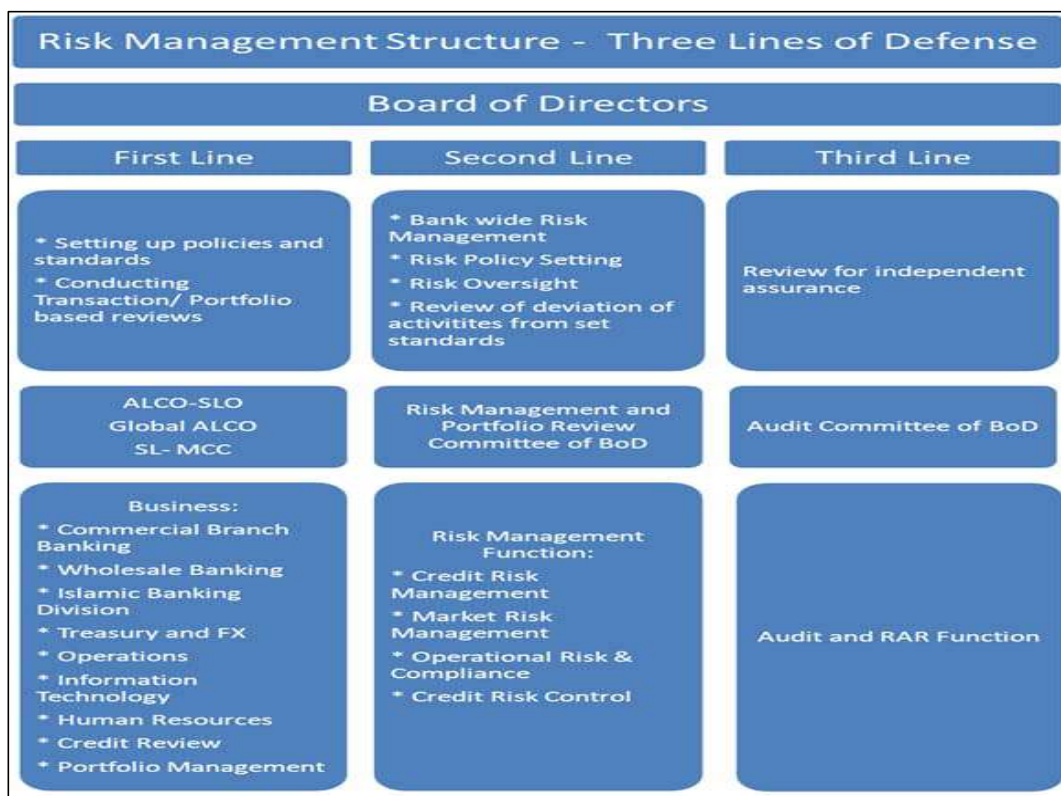 Risk Management Structure - Three Lines of Defense
Board of Directors
First Line
Second Line
Third Line
* Setting up policies and
standards
* Conducting
Transaction/ Portfolio
based reviews
* Bank wide Risk
Management
* Risk Policy Setting
* Risk Oversight
* Review of deviation of
activitites from set
standards
Review for independent
assurance
ALCO-SLO
Global ALCO
SL- MCC
Risk Management and
Portfolio Review
Committee of BoD
Audit Committee of BoD
Business:
* Commercial Branch
Banking
* Wholesale Banking
* Islamic Banking
Division
* Treasury and FX
* Operations
* Information
Technology
* Human Resources
* Credit Review
* Portfolio Management
Risk Management
Function:
* Credit Risk
Management
* Market Risk
Management
* Operational Risk &
Compliance
* Credit Risk Control
Audit and RAR Function